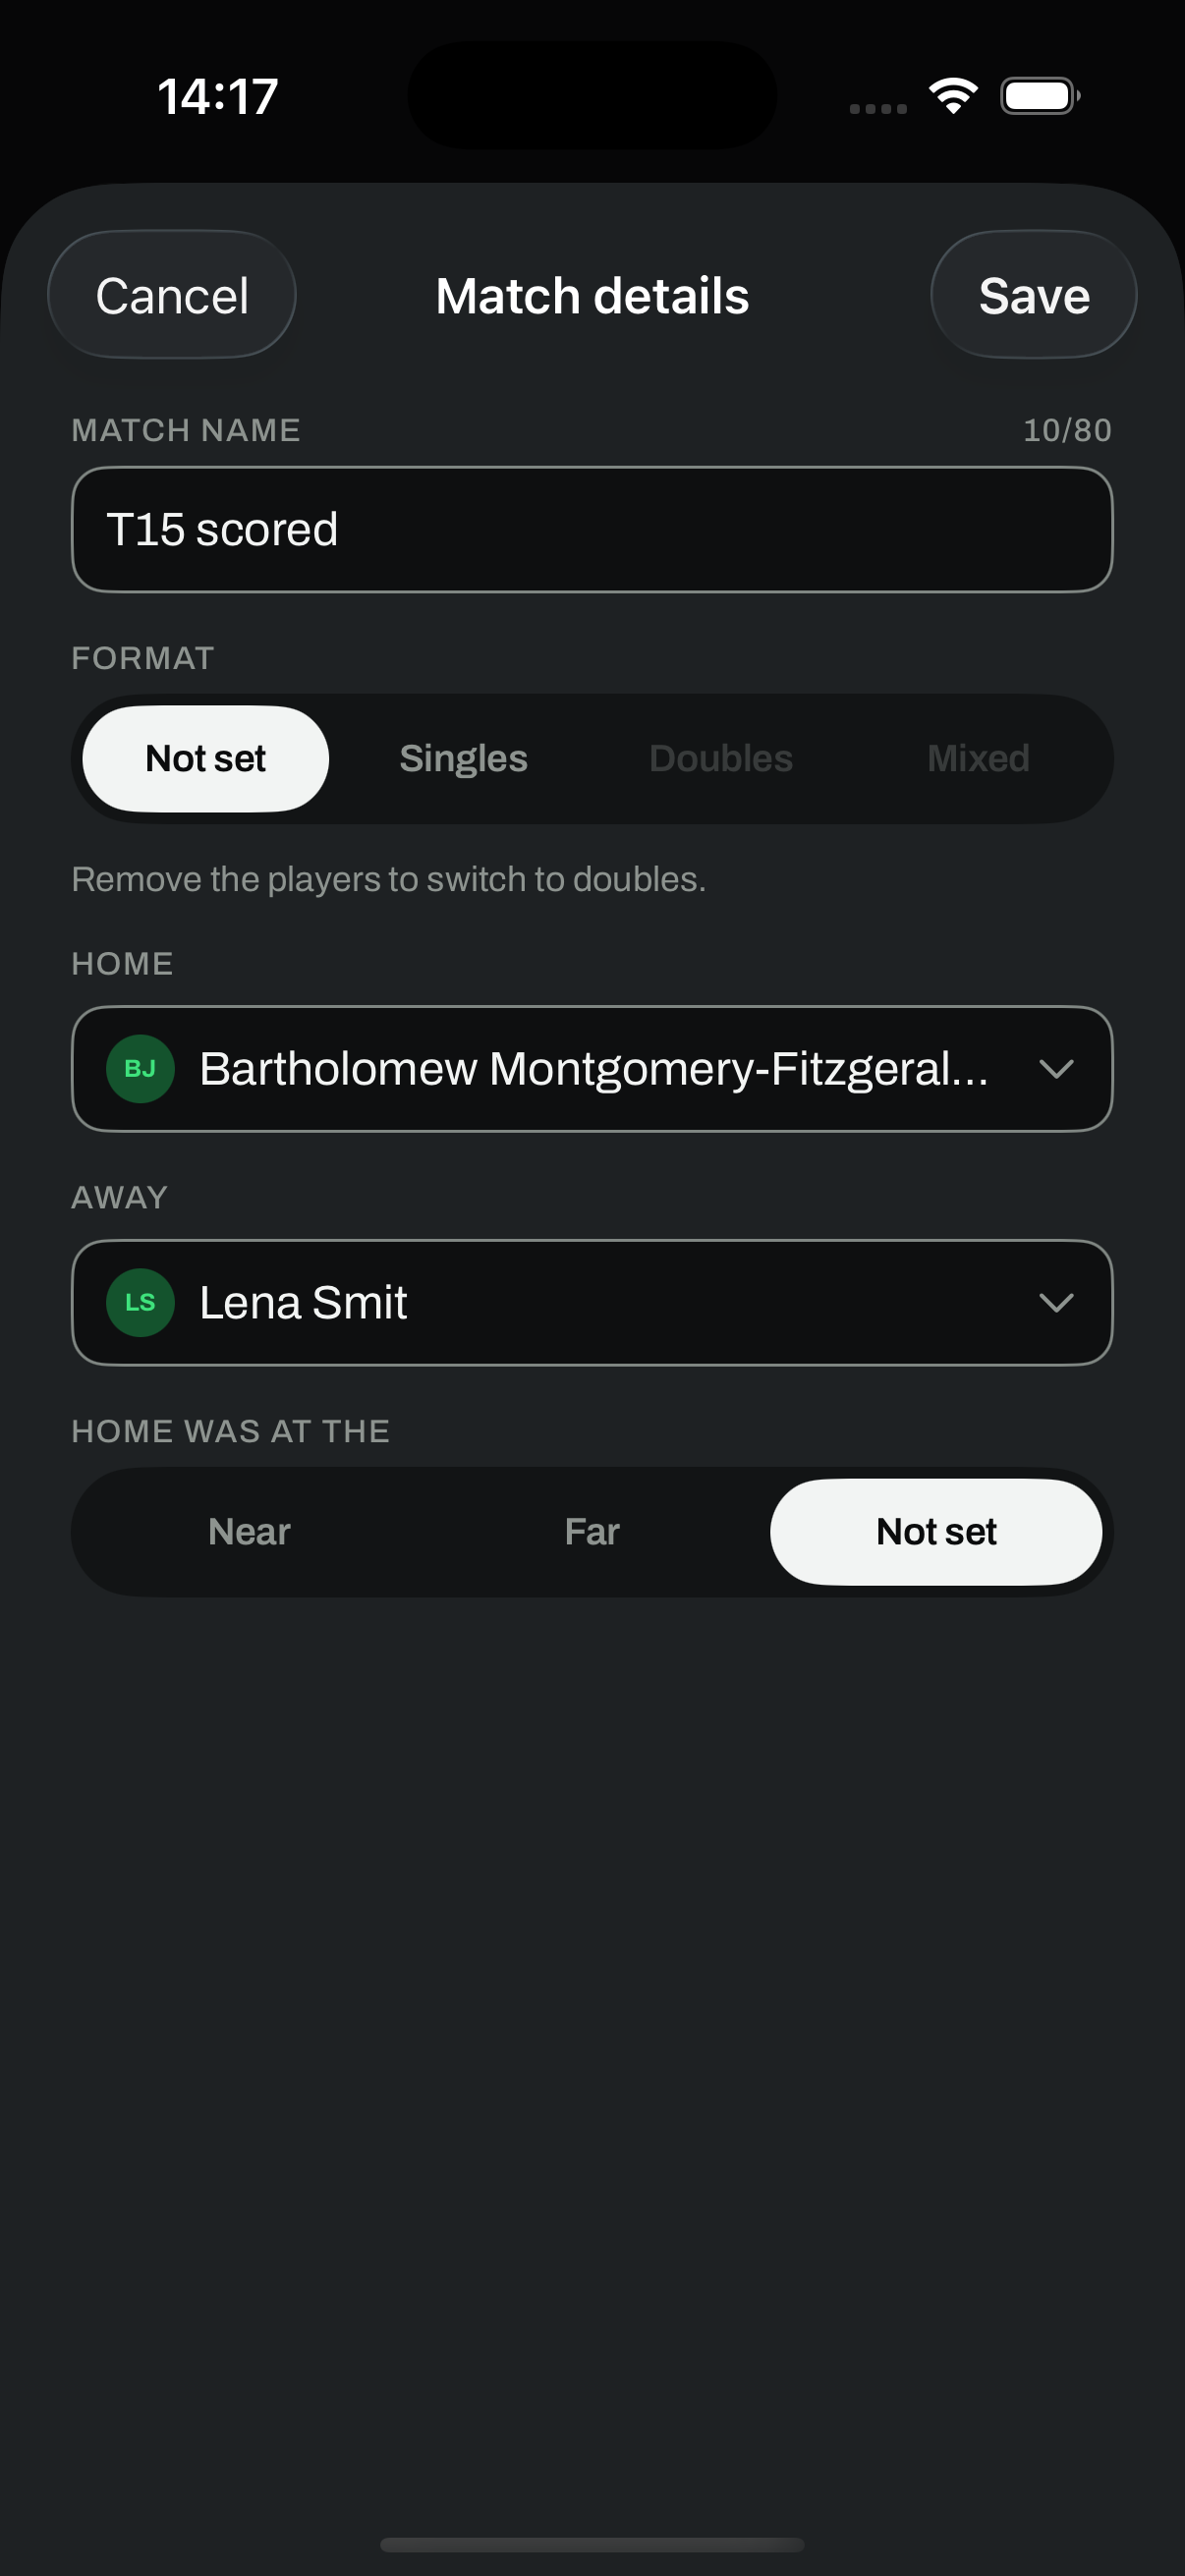 14:17
Cancel
Match details
Save
MATCH NAME
10/80
T15 scored
FORMAT
Not set
Singles
Doubles
Mixed
Remove the players to switch to doubles.
HOME
BJ
Bartholomew Montgomery-Fitzgeral...
AWAY
LS
Lena Smit
HOME WAS AT THE
Near
Far
Not set